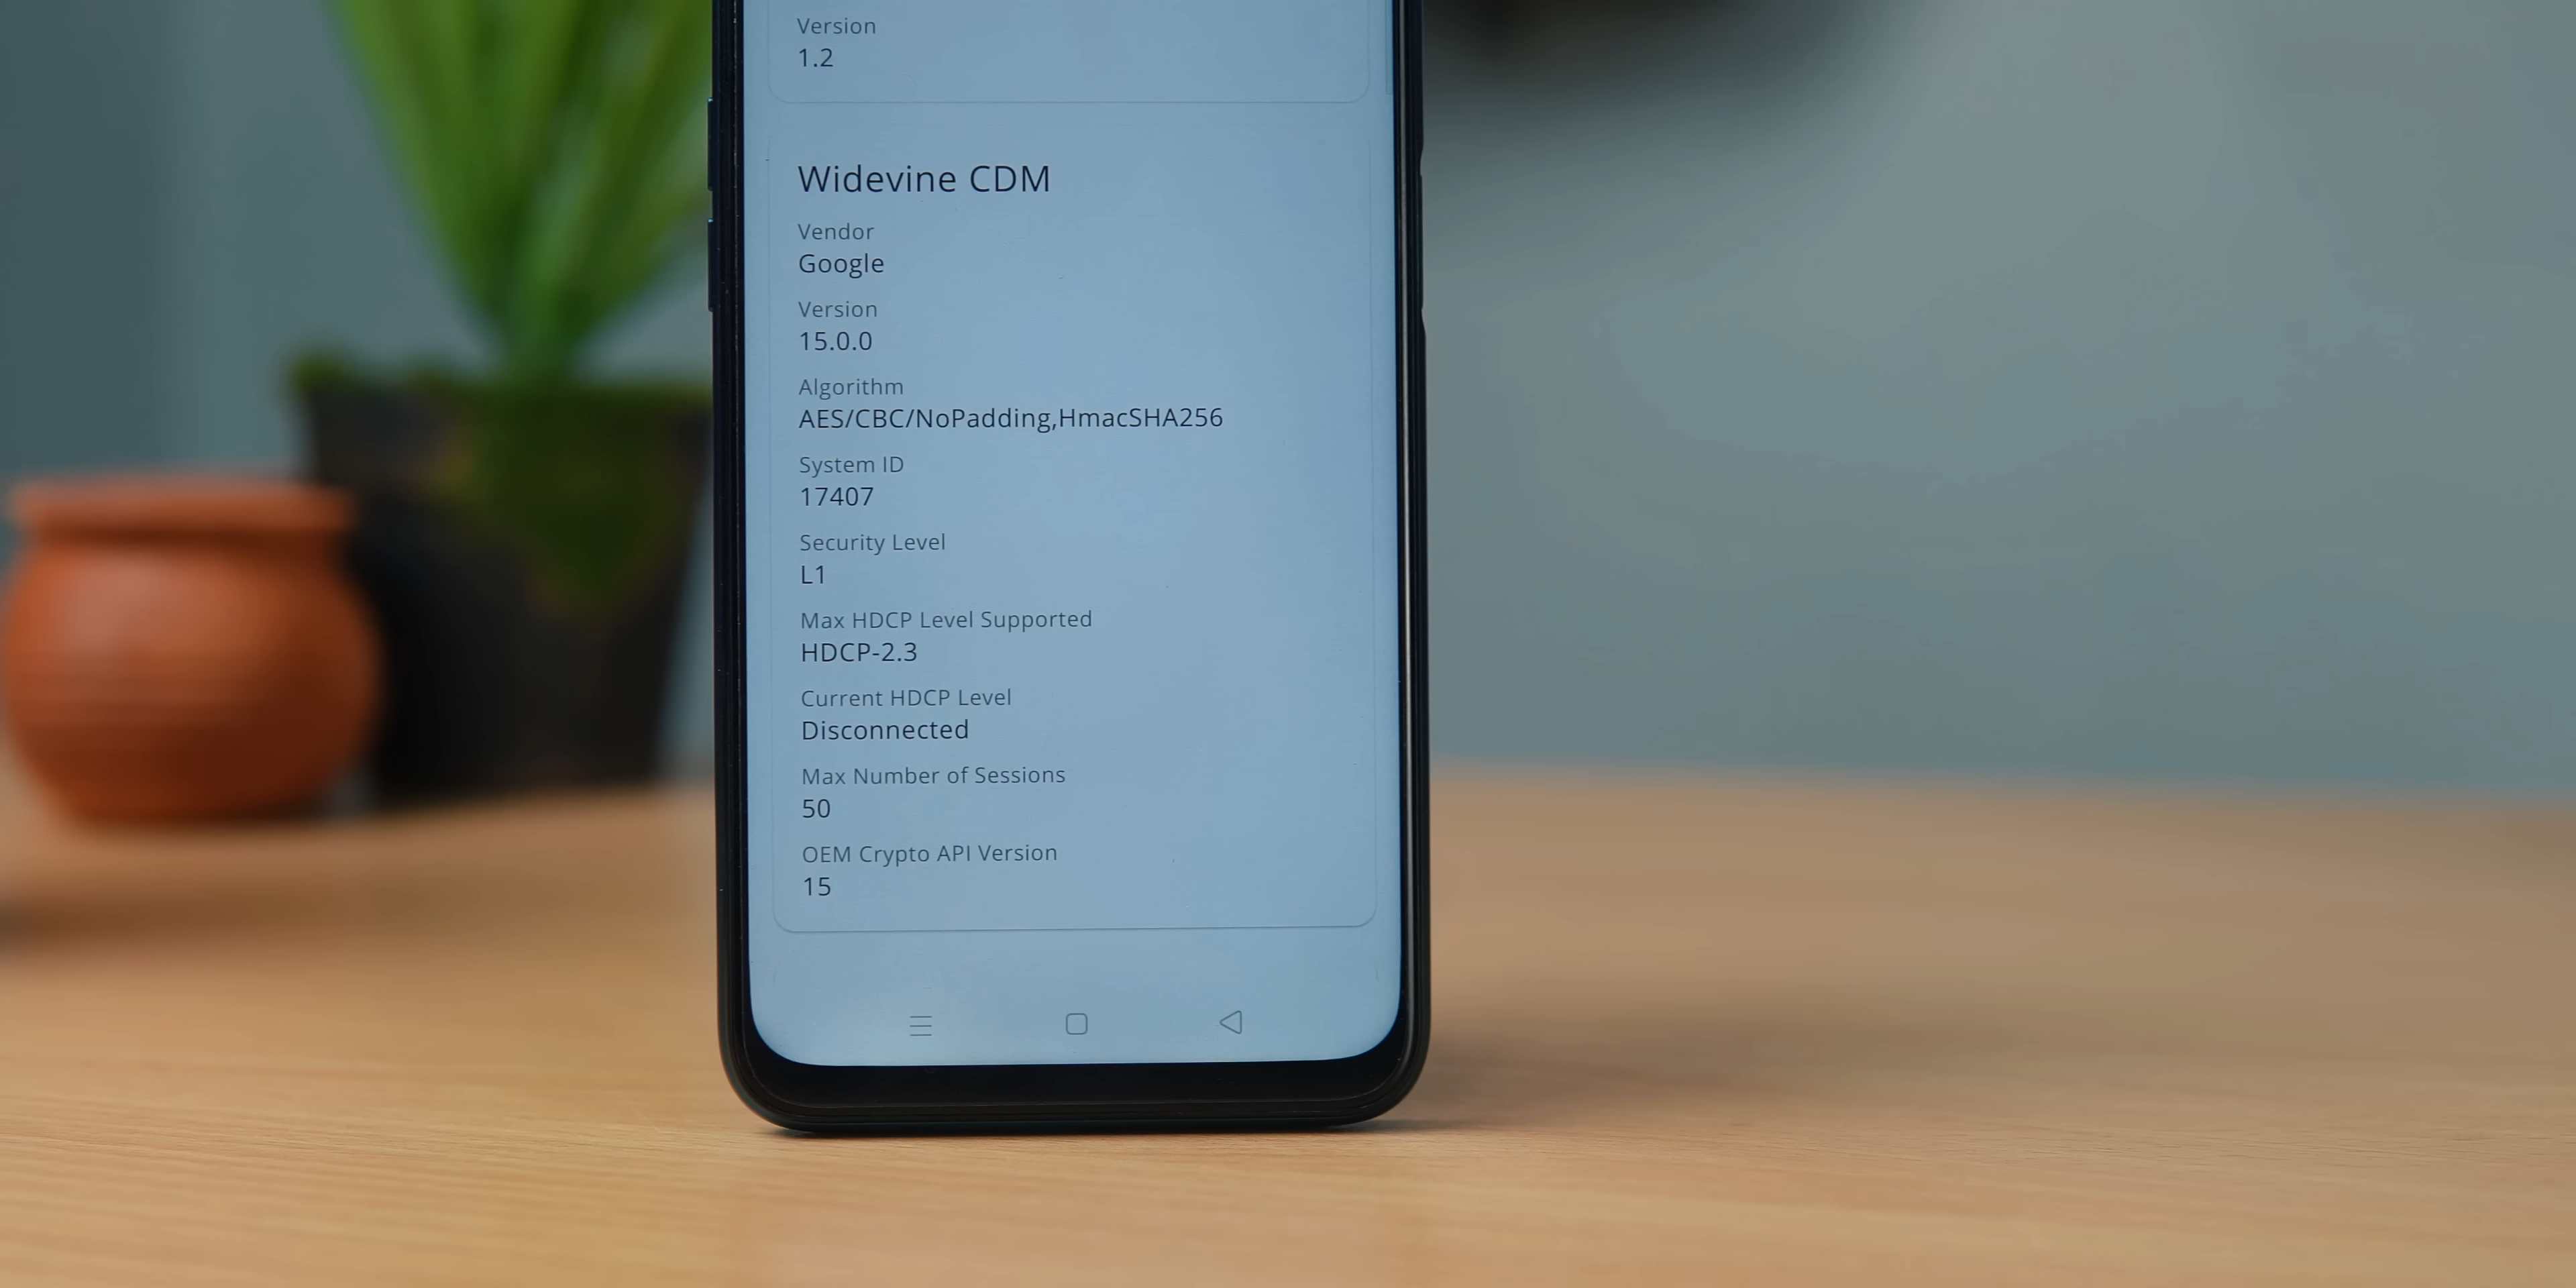 Version
1.2
Widevine CDM
Vendor
Google
Version
15.0.0
Algorithm
AES/CBC/NoPadding,HmacSHA256
System ID
17407
Security Level
L1
Max HDCP Level Supported
HDCP-2.3
Current HDCP Level
Disconnected
Max Number of Sessions
50
OEM Crypto API Version
15